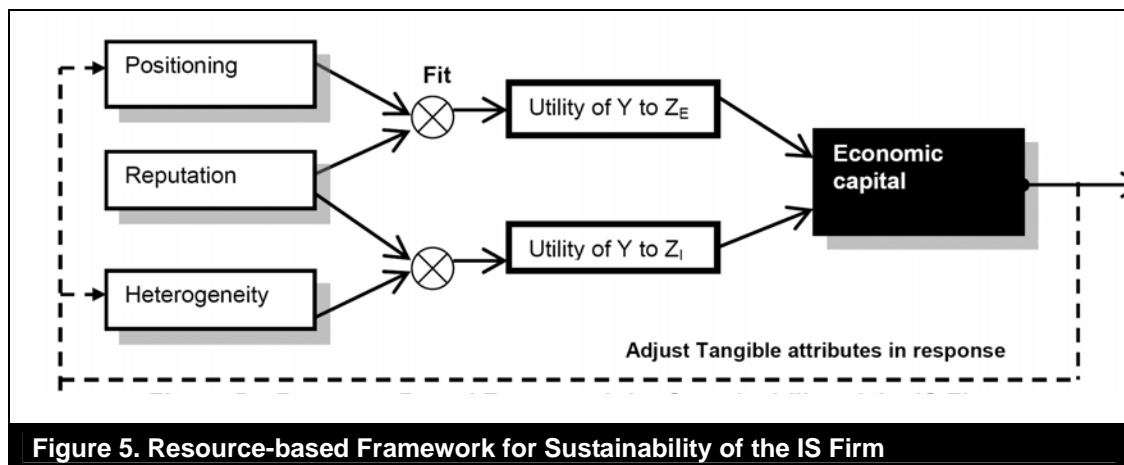 Positioning
Fit
Utility of Y to Z_E
Economic
capital
Reputation
Utility of Y to Z_I
Heterogeneity
Adjust Tangible attributes in response
Figure 5. Resource-based Framework for Sustainability of the IS Firm